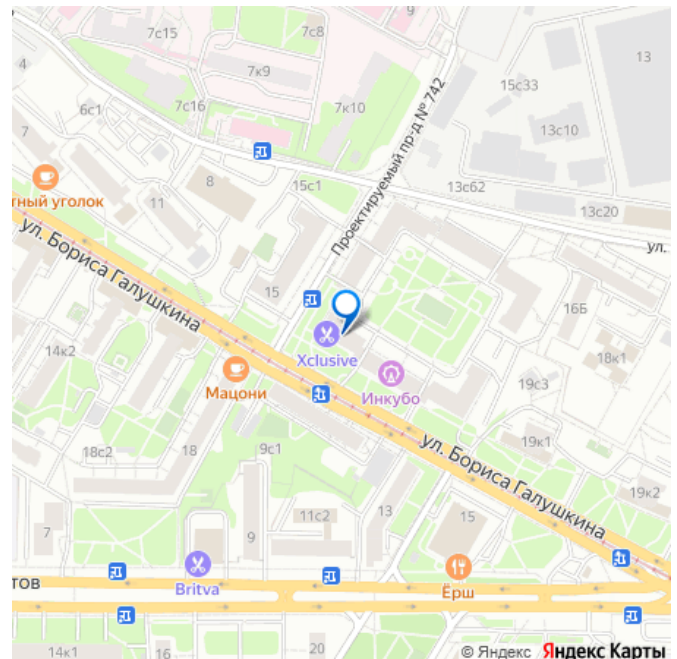 7с15
7с8
9
4
7к9
13
15с33
6с1
7с16
7к10
13с10
7
Проектируемый пр-д № 742
8
15с1
13с62
тный уголок
11
13с20
ул. Бориса Галушкина
ул.
15
16Б
14к2
Xclusive
18к1
Мацони
Инкубо
19с3
18с2
18
9с1
ул. Бориса Галушкина
19к1
19к2
7
9
11с2
13
15
тов
Britva
Ёрш
14к1
16
20
© Яндекс Яндекс Карты